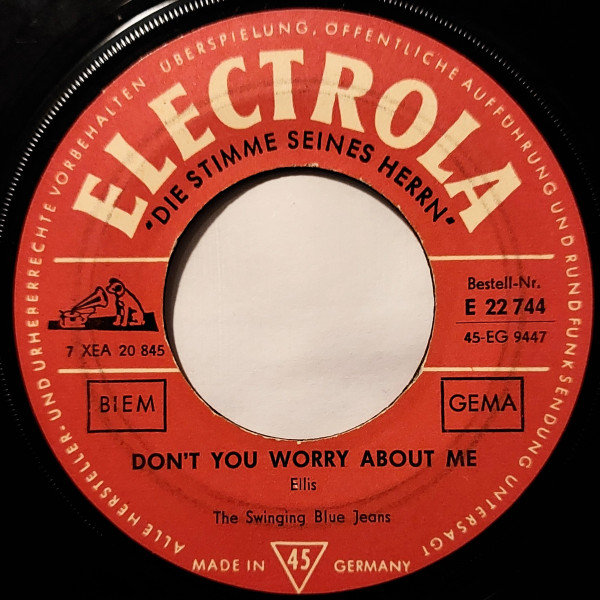 ALLE HERSTELLER- UND URHEBERRECHTE VORBEHALTEN ÜBERSPIELUNG, ÖFFENTLICHE AUFFÜHRUNG UND RUNDFUNKSENDUNG UNTERSAGT
ELECTROLA
"DIE STIMME SEINES HERRN"
Bestell-Nr.
E 22 744
45-EG 9447
7 XEA 20 845
BIEM
GEMA
DON'T YOU WORRY ABOUT ME
Ellis
The Swinging Blue Jeans
MADE IN 45 GERMANY